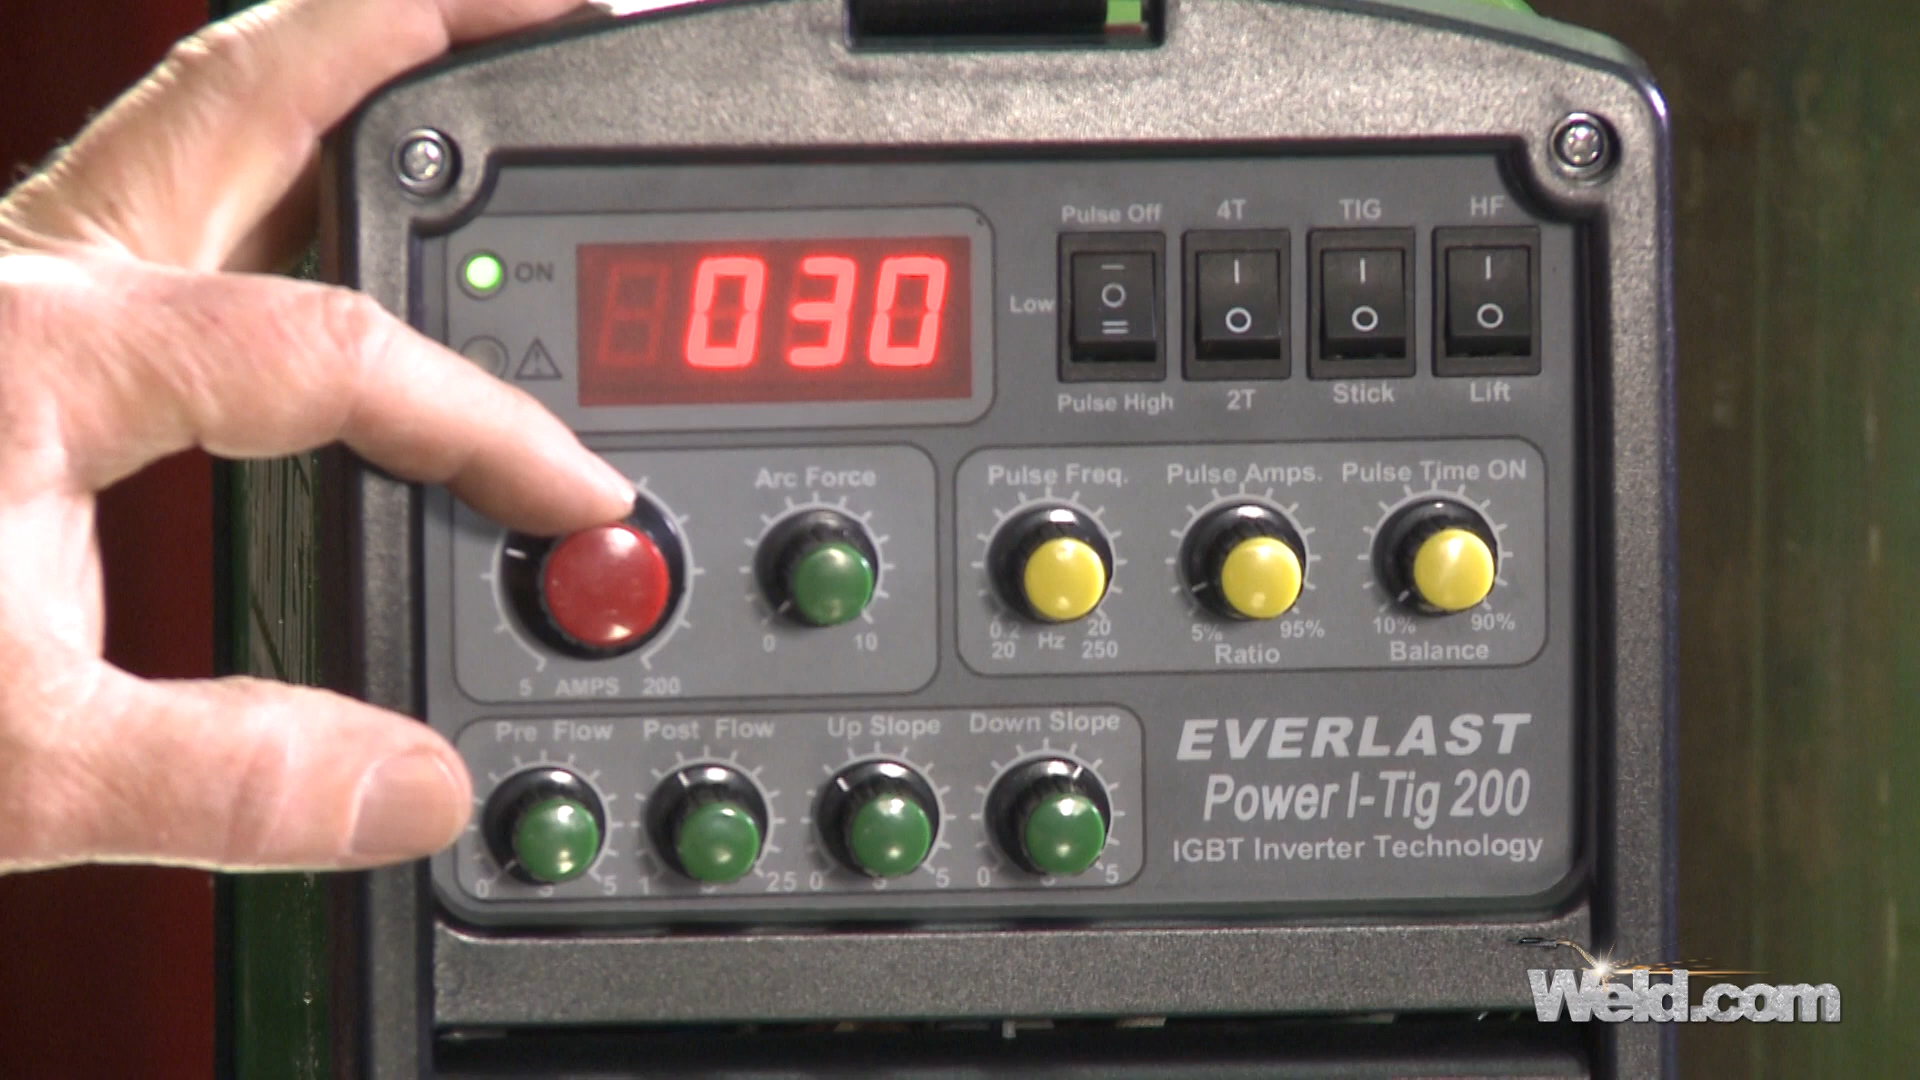 ON
030
Pulse Off
4T
TIG
HF
Low
Pulse High
2T
Stick
Lift
Arc Force
0 10
5 AMPS 200
Pulse Freq.
0.2 20
20 Hz 250
Pulse Amps.
5% 95%
Ratio
Pulse Time ON
10% 90%
Balance
Pre Flow
0 5
Post Flow
1 25
Up Slope
0 5
Down Slope
0 5
EVERLAST
Power I-Tig 200
IGBT Inverter Technology
Weld.com